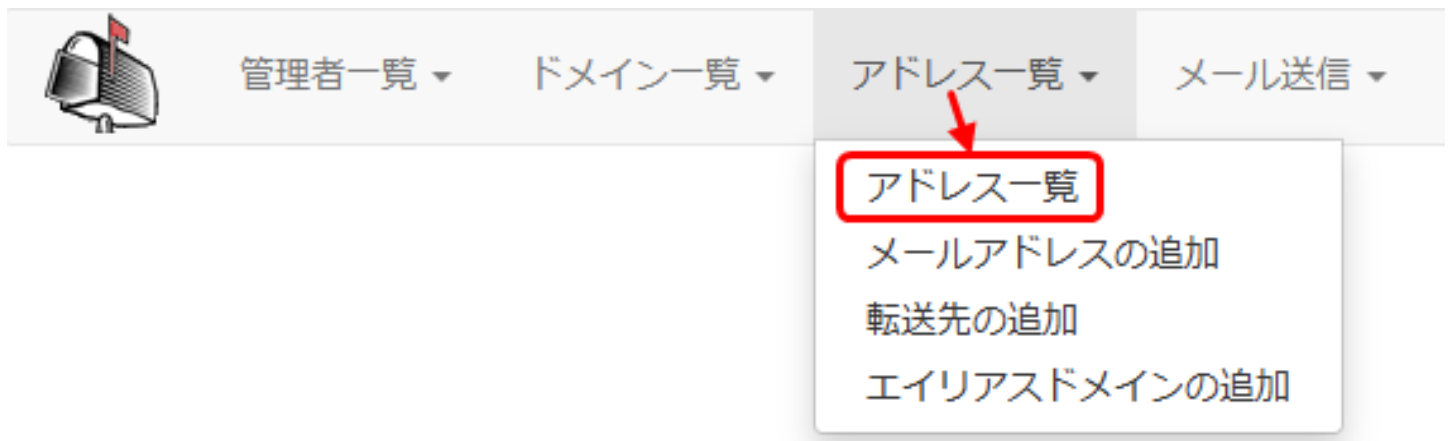 管理者一覧 ドメイン一覧 アドレス一覧 メール送信
アドレス一覧
メールアドレスの追加
転送先の追加
エイリアスドメインの追加